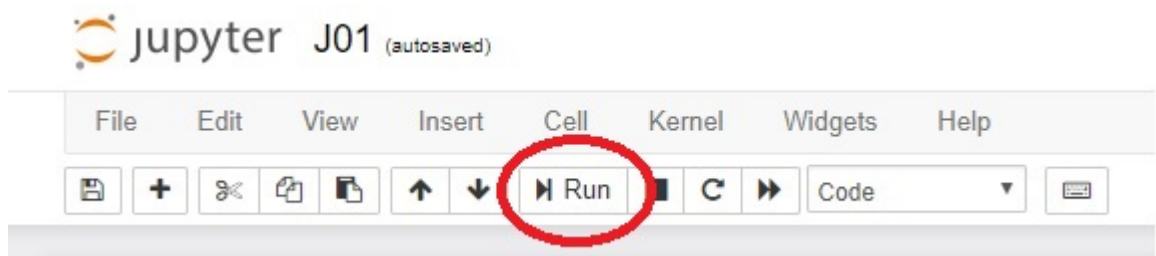 jupyter J01 (autosaved)
File Edit View Insert Cell Kernel Widgets Help
Run Code